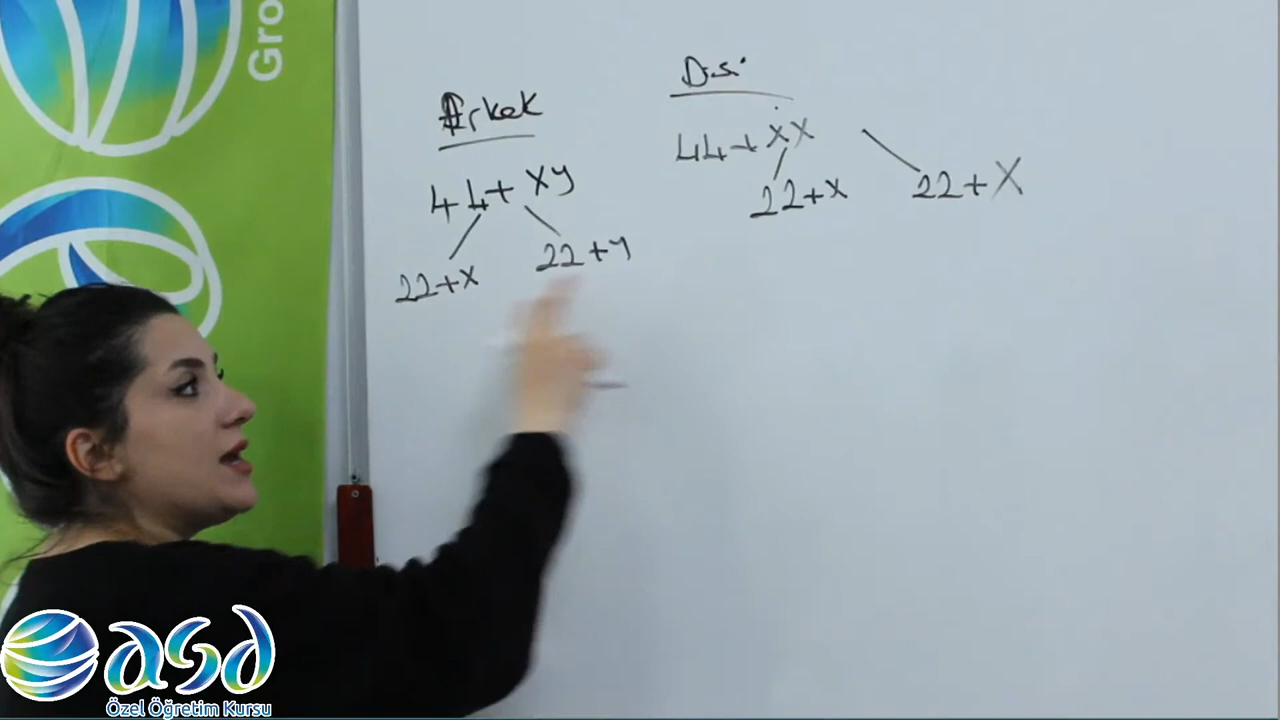 Gro
Erkek
44+XY
22+X
22+Y
Dişi
44+XX
22+X
22+X
asd
Özel Öğretim Kursu